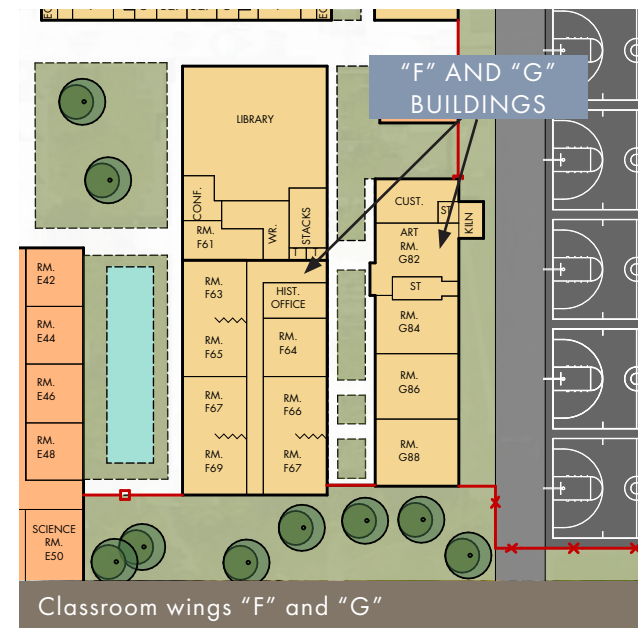 "F" AND "G"
BUILDINGS
LIBRARY
CONF.
RM.
F61
WR.
STACKS
CUST.
ST
KILN
ART
RM.
G82
ST
RM.
G84
RM.
G86
RM.
G88
RM.
F63
HIST.
OFFICE
RM.
F65
RM.
F64
RM.
F67
RM.
F66
RM.
F69
RM.
F67
RM.
E42
RM.
E44
RM.
E46
RM.
E48
SCIENCE
RM.
E50
Classroom wings "F" and "G"